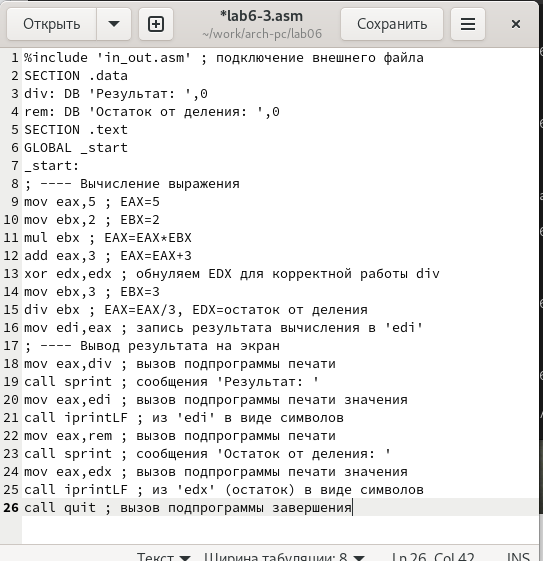 Открыть
*lab6-3.asm
~/work/arch-pc/lab06
Сохранить
1 %include 'in_out.asm' ; подключение внешнего файла
2 SECTION .data
3 div: DB 'Результат: ',0
4 rem: DB 'Остаток от деления: ',0
5 SECTION .text
6 GLOBAL _start
7 _start:
8 ; ---- Вычисление выражения
9 mov eax,5 ; EAX=5
10 mov ebx,2 ; EBX=2
11 mul ebx ; EAX=EAX*EBX
12 add eax,3 ; EAX=EAX+3
13 xor edx,edx ; обнуляем EDX для корректной работы div
14 mov ebx,3 ; EBX=3
15 div ebx ; EAX=EAX/3, EDX=остаток от деления
16 mov edi,eax ; запись результата вычисления в 'edi'
17 ; ---- Вывод результата на экран
18 mov eax,div ; вызов подпрограммы печати
19 call sprint ; сообщения 'Результат: '
20 mov eax,edi ; вызов подпрограммы печати значения
21 call iprintLF ; из 'edi' в виде символов
22 mov eax,rem ; вызов подпрограммы печати
23 call sprint ; сообщения 'Остаток от деления: '
24 mov eax,edx ; вызов подпрограммы печати значения
25 call iprintLF ; из 'edx' (остаток) в виде символов
26 call quit ; вызов подпрограммы завершения
Текст Ширина табуляции: 8 Ln 26, Col 42 INS